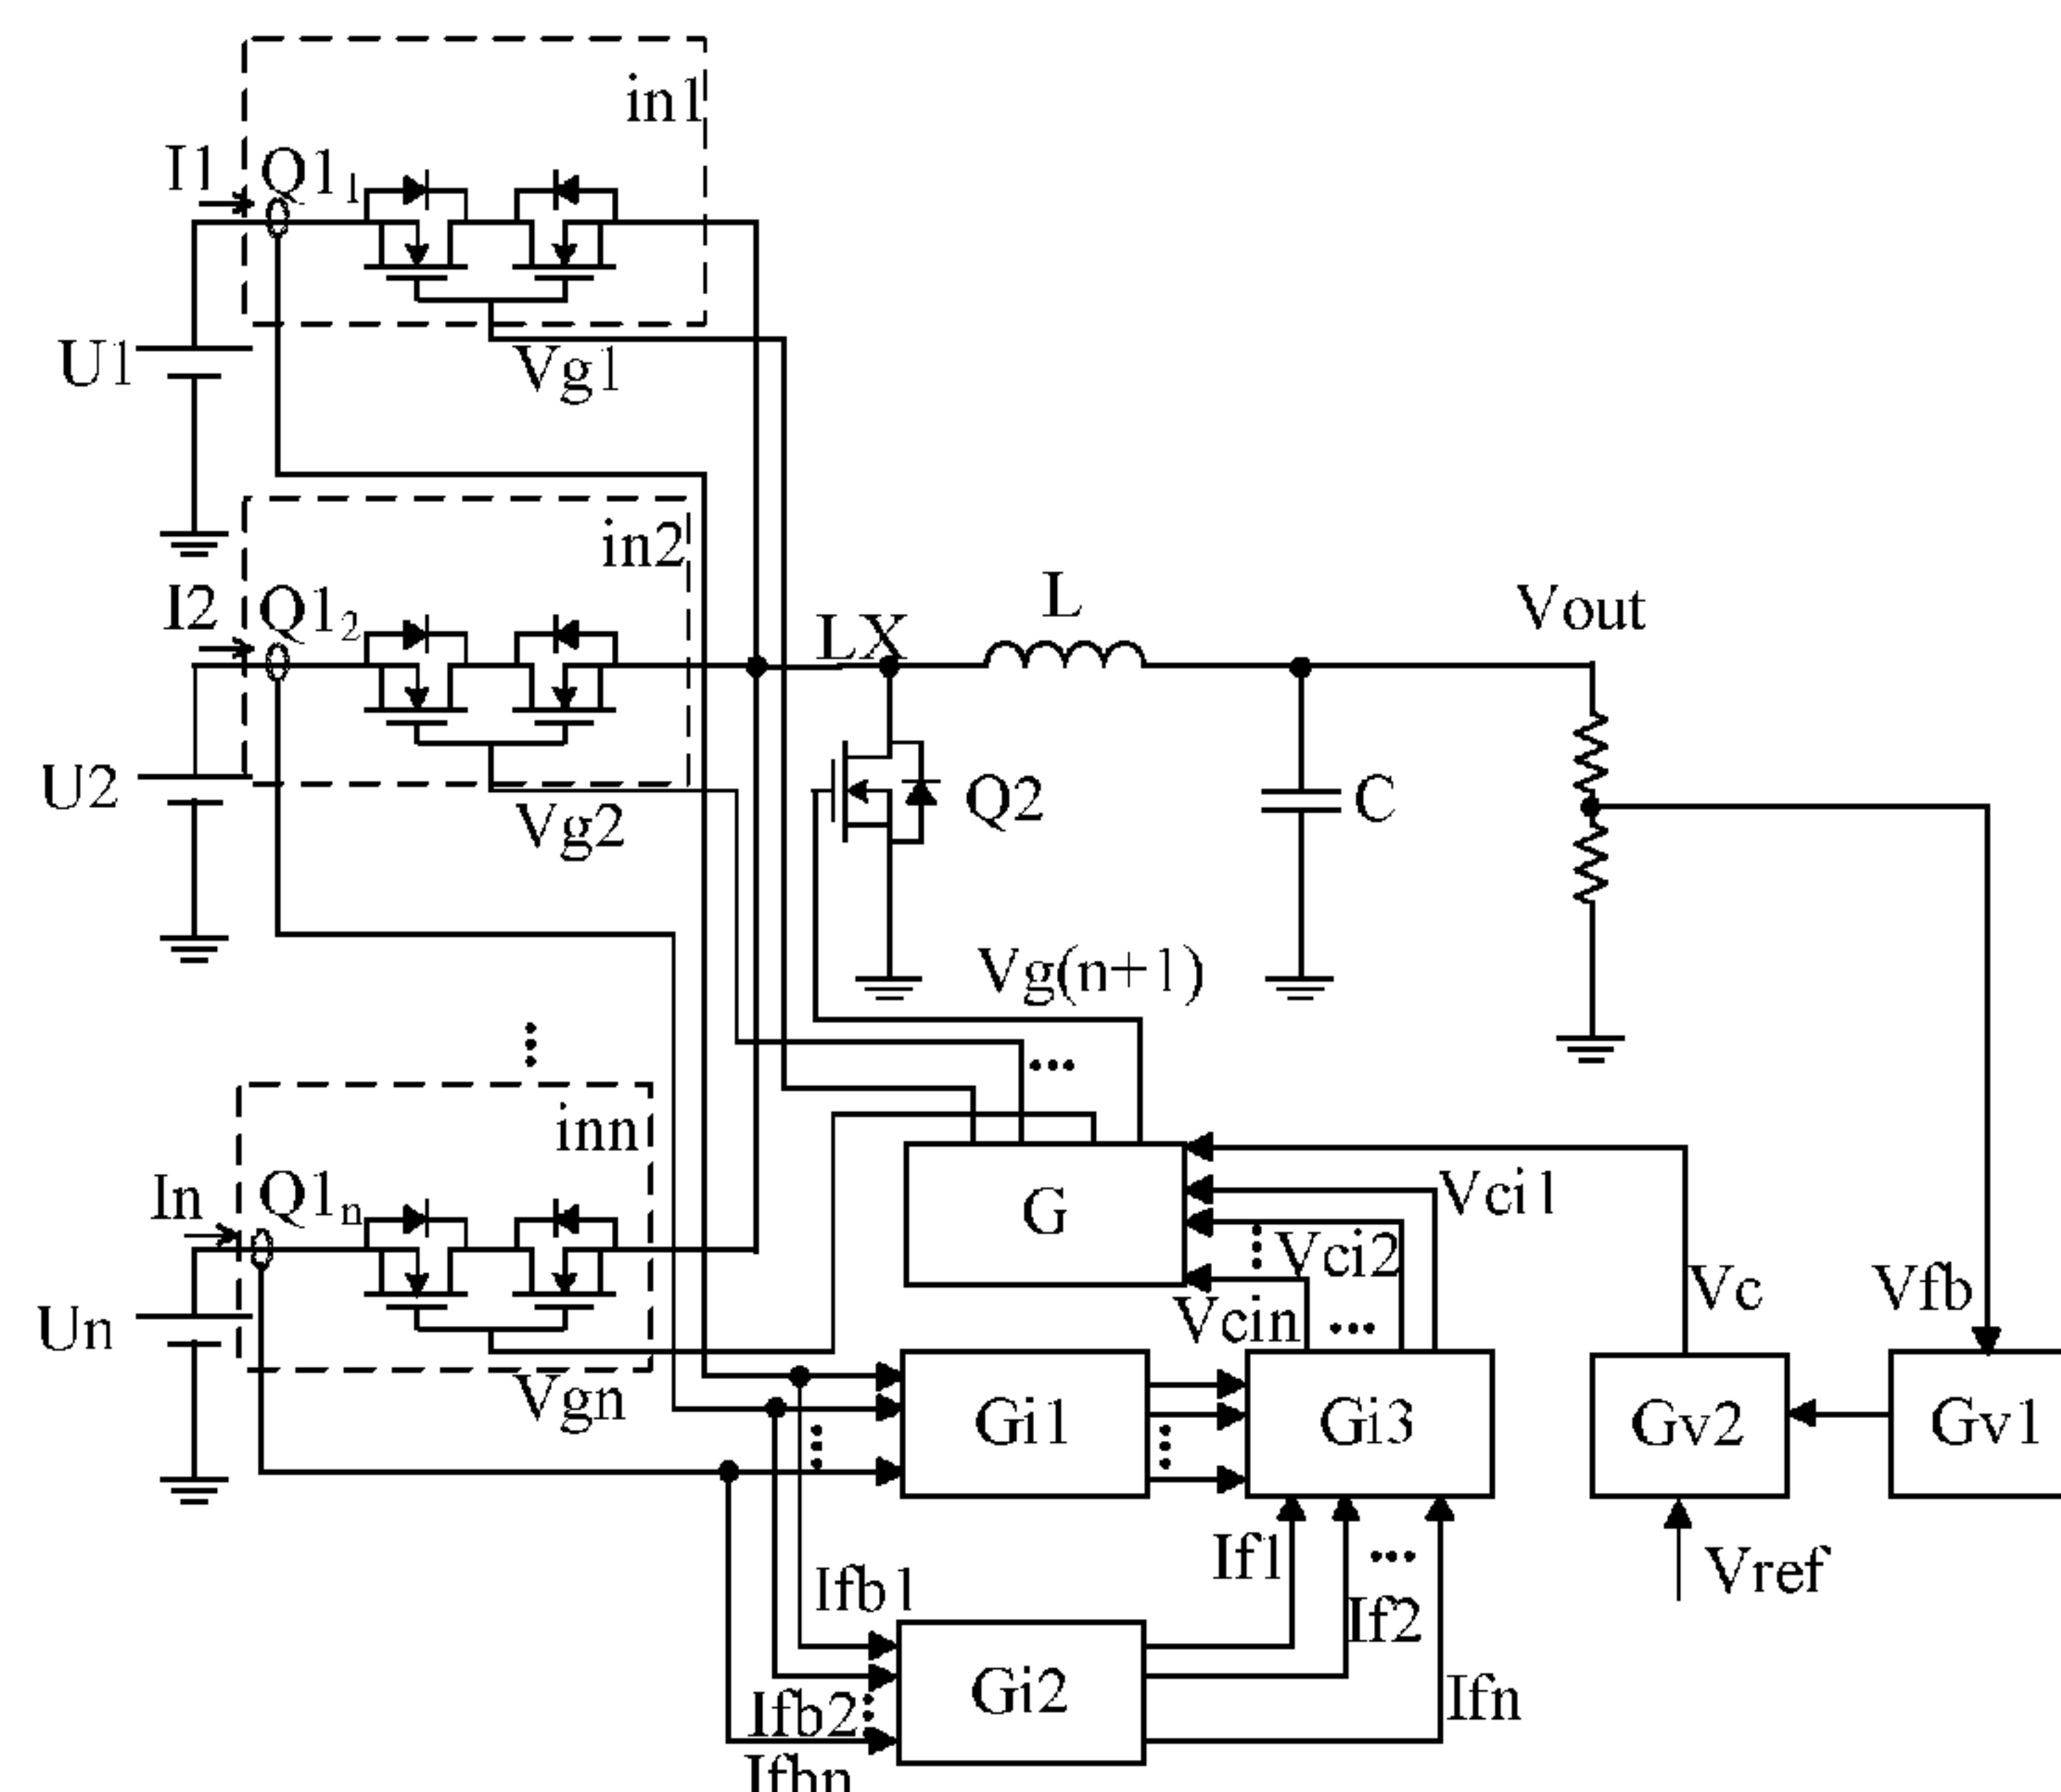 in1
I1
Q1₁
U1
Vg1
in2
I2
Q1₂
LX
L
Vout
U2
Vg2
Q2
C
Vg(n+1)
inn
In
Q1ₙ
G
Vci1
Vci2
Vcin
Vc
Vfb
Un
Vgn
Gi1
Gi3
Gv2
Gv1
If1
If2
Vref
Ifb1
Gi2
Ifb2
Ifn
Ifbn